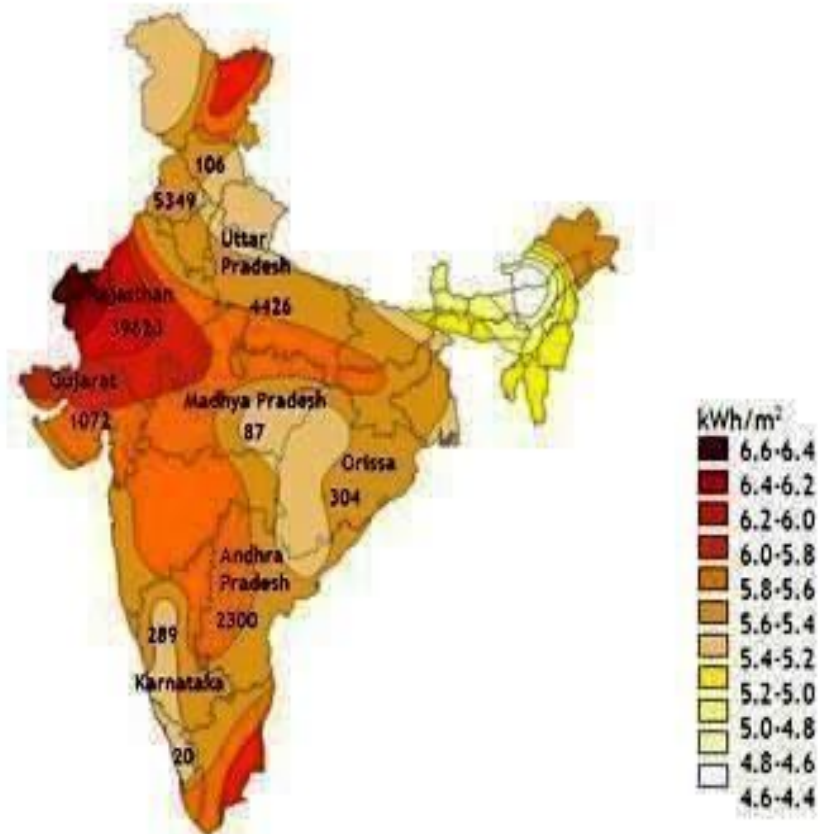 106
5349
Uttar
Pradesh
4426
Rajasthan
Gujarat
1072
Madhya Pradesh
87
Orissa
304
Andhra
Pradesh
2300
289
Karnataka
20
kWh/m²
6.6-6.4
6.4-6.2
6.2-6.0
6.0-5.8
5.8-5.6
5.6-5.4
5.4-5.2
5.2-5.0
5.0-4.8
4.8-4.6
4.6-4.4